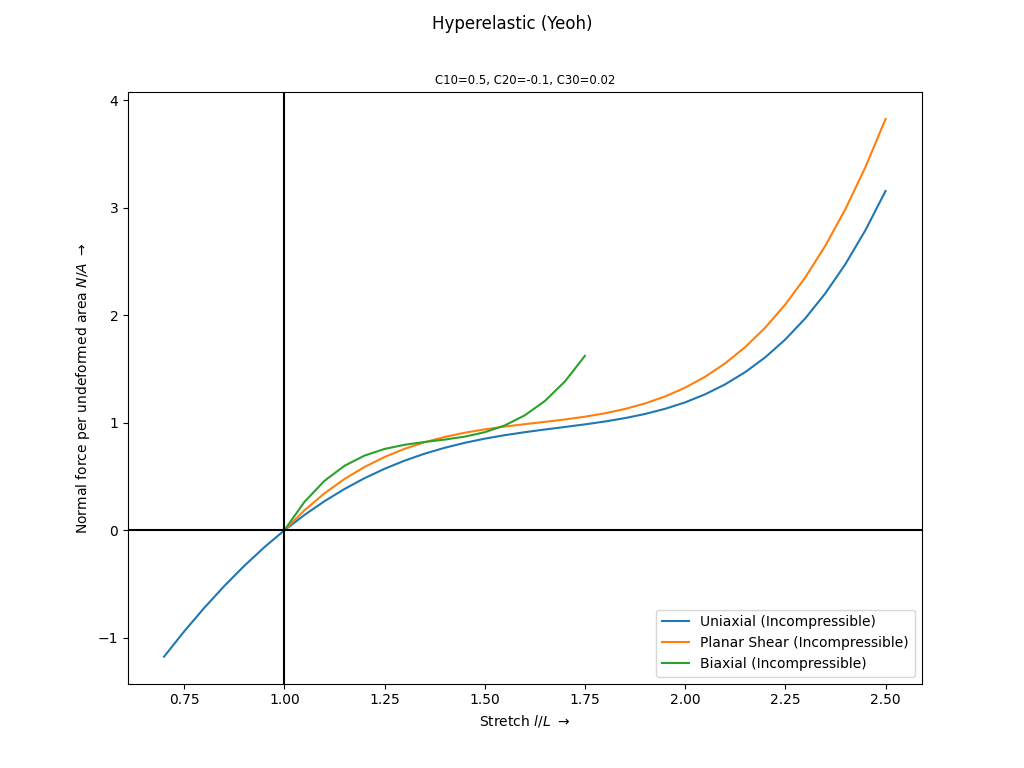 Hyperelastic (Yeoh)
C10=0.5, C20=-0.1, C30=0.02
Normal force per undeformed area N/A →
4
3
2
1
0
−1
0.75 1.00 1.25 1.50 1.75 2.00 2.25 2.50
Stretch l/L →
Uniaxial (Incompressible)
Planar Shear (Incompressible)
Biaxial (Incompressible)